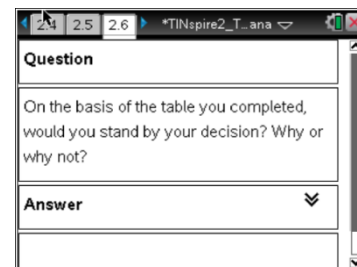 2.4 2.5 2.6 *TINspire2_T...ana
Question
On the basis of the table you completed,
would you stand by your decision? Why or
why not?
Answer